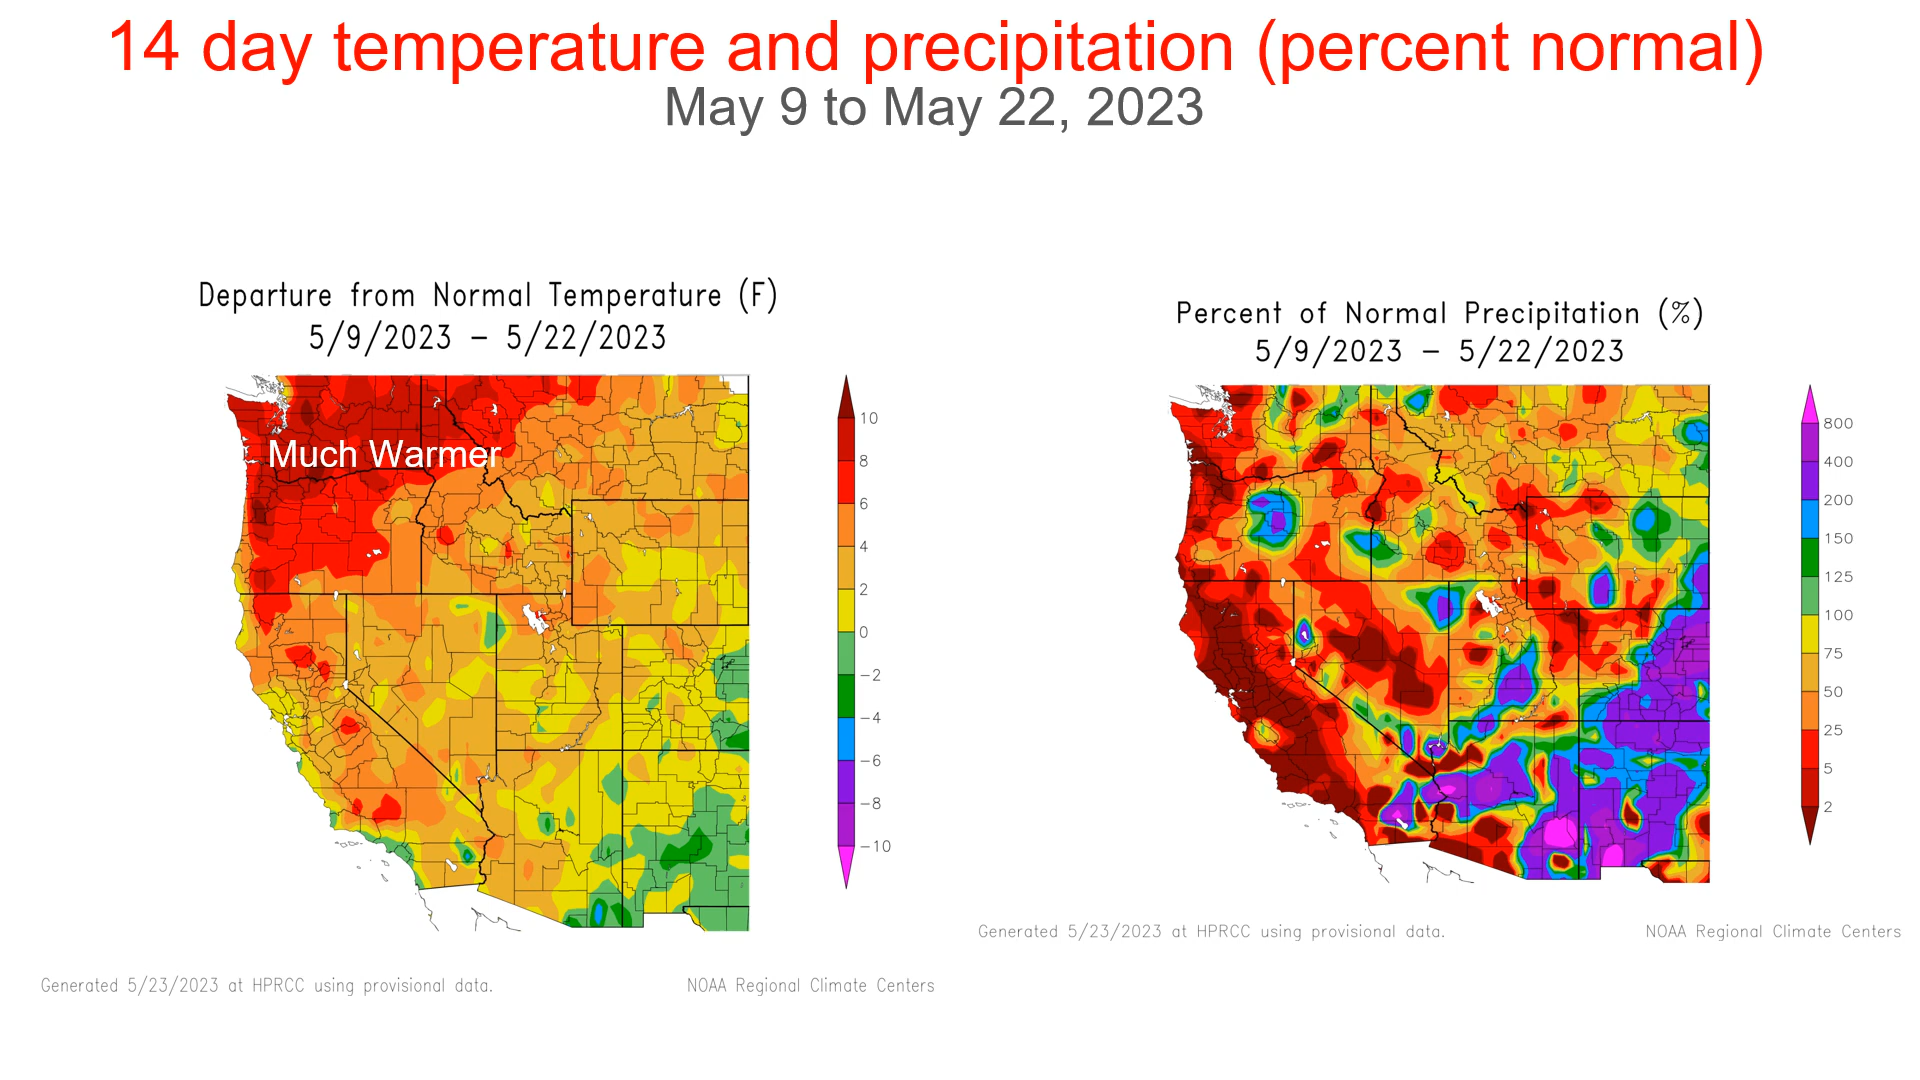 14 day temperature and precipitation (percent normal)
May 9 to May 22, 2023
Departure from Normal Temperature (F)
5/9/2023 – 5/22/2023
Much Warmer
10
8
6
4
2
0
−2
−4
−6
−8
−10
Generated 5/23/2023 at HPRCC using provisional data.
NOAA Regional Climate Centers
Percent of Normal Precipitation (%)
5/9/2023 – 5/22/2023
800
400
200
150
125
100
75
50
25
5
2
Generated 5/23/2023 at HPRCC using provisional data.
NOAA Regional Climate Centers